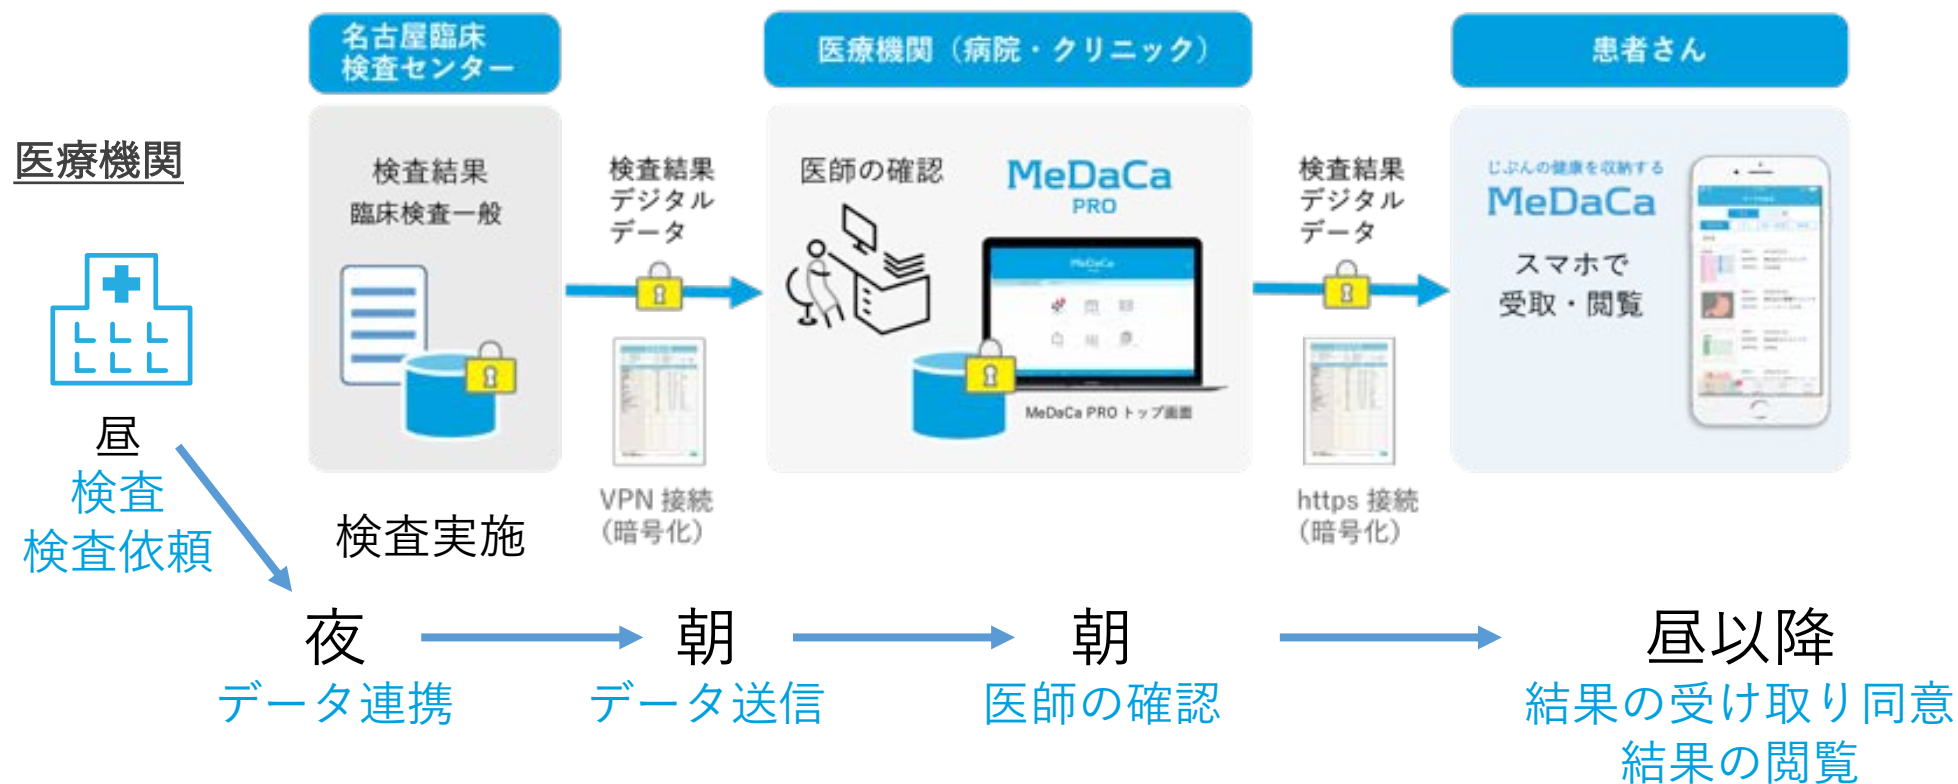 名古屋臨床
検査センター
医療機関（病院・クリニック）
患者さん
医療機関
検査結果
臨床検査一般
検査結果
デジタル
データ
医師の確認
MeDaCa
PRO
MeDaCa
MeDaCa PRO トップ画面
検査結果
デジタル
データ
じぶんの健康を収納する
MeDaCa
スマホで
受取・閲覧
昼
検査
検査依頼
検査実施
VPN 接続
（暗号化）
https 接続
（暗号化）
夜
データ連携
朝
データ送信
朝
医師の確認
昼以降
結果の受け取り同意
結果の閲覧